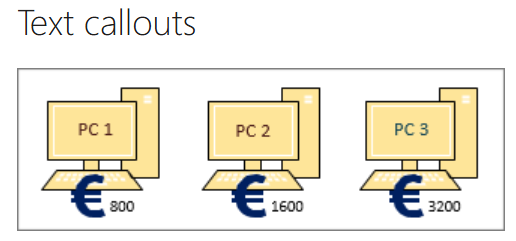 Text callouts
PC 1 PC 2 PC 3
€ 800 € 1600 € 3200